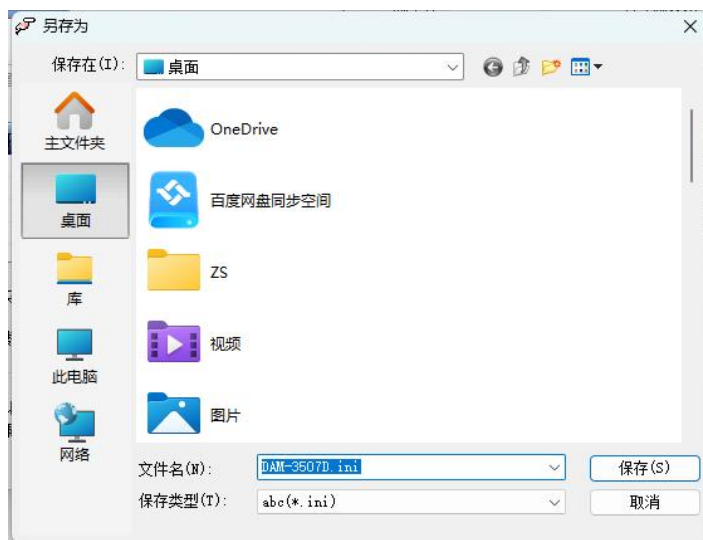 另存为
保存在(I):
桌面
主文件夹
桌面
库
此电脑
网络
OneDrive
百度网盘同步空间
ZS
视频
图片
文件名(N):
DAM-3507D.ini
保存(S)
保存类型(T):
abc(*.ini)
取消